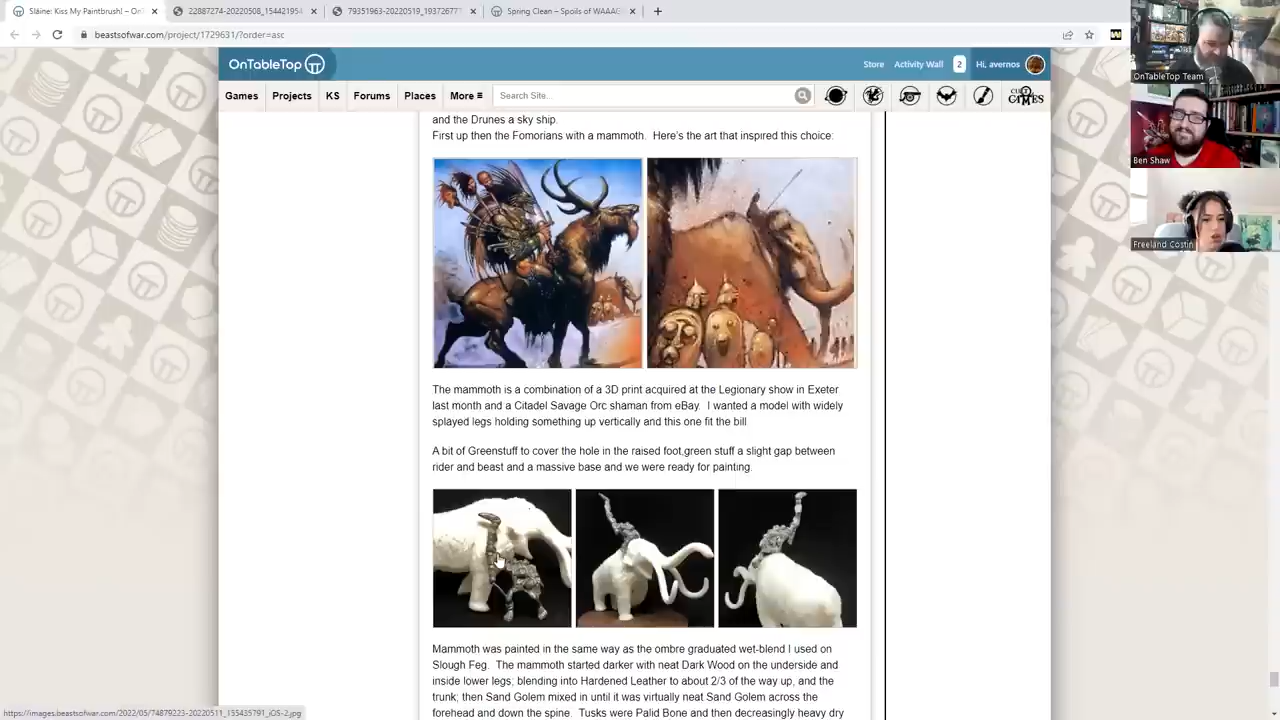 Sláine: Kiss My Paintbrush! – OnT
22887274-20220508_154421954
79351963-20220519_193726771
Spring Clean – Spoils of WAAAG
beastsofwar.com/project/1729631/?order=asc
OnTableTop
Store
Activity Wall
2
Hi, avernos
Games
Projects
KS
Forums
Places
More
Search Site...
GAMES
and the Drunes a sky ship.
First up then the Fomorians with a mammoth. Here's the art that inspired this choice:
The mammoth is a combination of a 3D print acquired at the Legionary show in Exeter
last month and a Citadel Savage Orc shaman from eBay. I wanted a model with widely
splayed legs holding something up vertically and this one fit the bill
A bit of Greenstuff to cover the hole in the raised foot,green stuff a slight gap between
rider and beast and a massive base and we were ready for painting.
Mammoth was painted in the same way as the ombre graduated wet-blend I used on
Slough Feg. The mammoth started darker with neat Dark Wood on the underside and
inside lower legs; blending into Hardened Leather to about 2/3 of the way up, and the
trunk; then Sand Golem mixed in until it was virtually neat Sand Golem across the
forehead and down the spine. Tusks were Palid Bone and then decreasingly heavy dry
https://images.beastsofwar.com/2022/05/74879223-20220511_155435791_iOS-2.jpg
OnTableTop Team
Ben Shaw
Freeland Costin